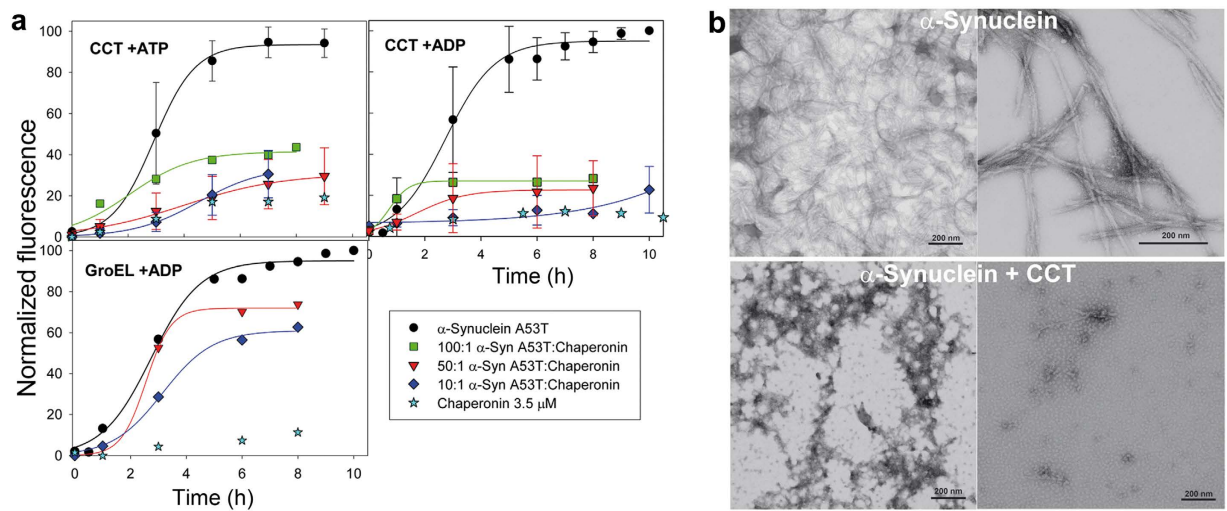 a
b
CCT +ATP
CCT +ADP
GroEL +ADP
Normalized fluorescence
100
80
60
40
20
0
0 2 4 6 8 10
Time (h)
100
80
60
40
20
0
0 2 4 6 8 10
Time (h)
α-Synuclein A53T
100:1 α-Syn A53T:Chaperonin
50:1 α-Syn A53T:Chaperonin
10:1 α-Syn A53T:Chaperonin
Chaperonin 3.5 μM
α-Synuclein
200 nm
200 nm
α-Synuclein + CCT
200 nm
200 nm